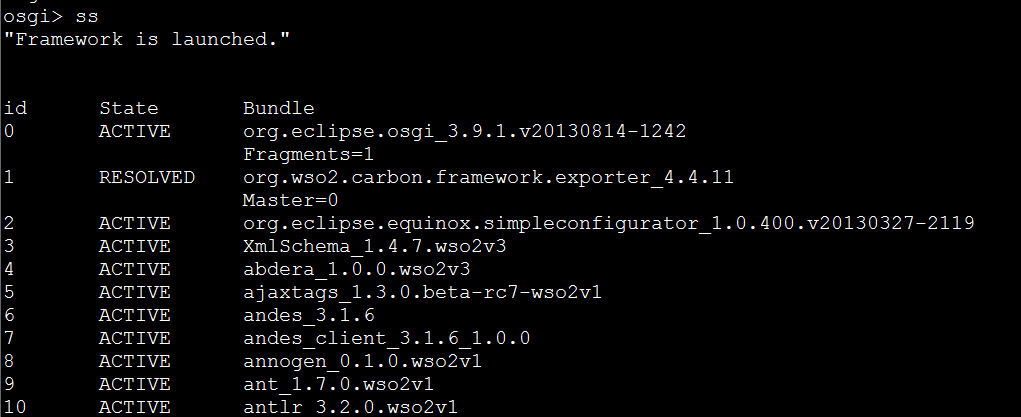 osgi> ss
"Framework is launched."
id State Bundle
0 ACTIVE org.eclipse.osgi_3.9.1.v20130814-1242
Fragments=1
1 RESOLVED org.wso2.carbon.framework.exporter_4.4.11
Master=0
2 ACTIVE org.eclipse.equinox.simpleconfigurator_1.0.400.v20130327-2119
3 ACTIVE XmlSchema_1.4.7.wso2v3
4 ACTIVE abdera_1.0.0.wso2v3
5 ACTIVE ajaxtags_1.3.0.beta-rc7-wso2v1
6 ACTIVE andes_3.1.6
7 ACTIVE andes_client_3.1.6_1.0.0
8 ACTIVE annogen_0.1.0.wso2v1
9 ACTIVE ant_1.7.0.wso2v1
10 ACTIVE antlr_3.2.0.wso2v1